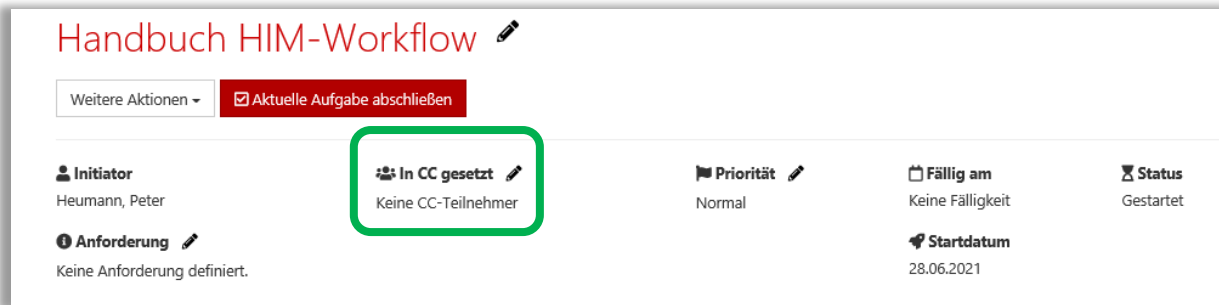 Handbuch HIM-Workflow
Weitere Aktionen
Aktuelle Aufgabe abschließen
Initiator
Heumann, Peter
In CC gesetzt
Keine CC-Teilnehmer
Priorität
Normal
Fällig am
Keine Fälligkeit
Status
Gestartet
Anforderung
Keine Anforderung definiert.
Startdatum
28.06.2021